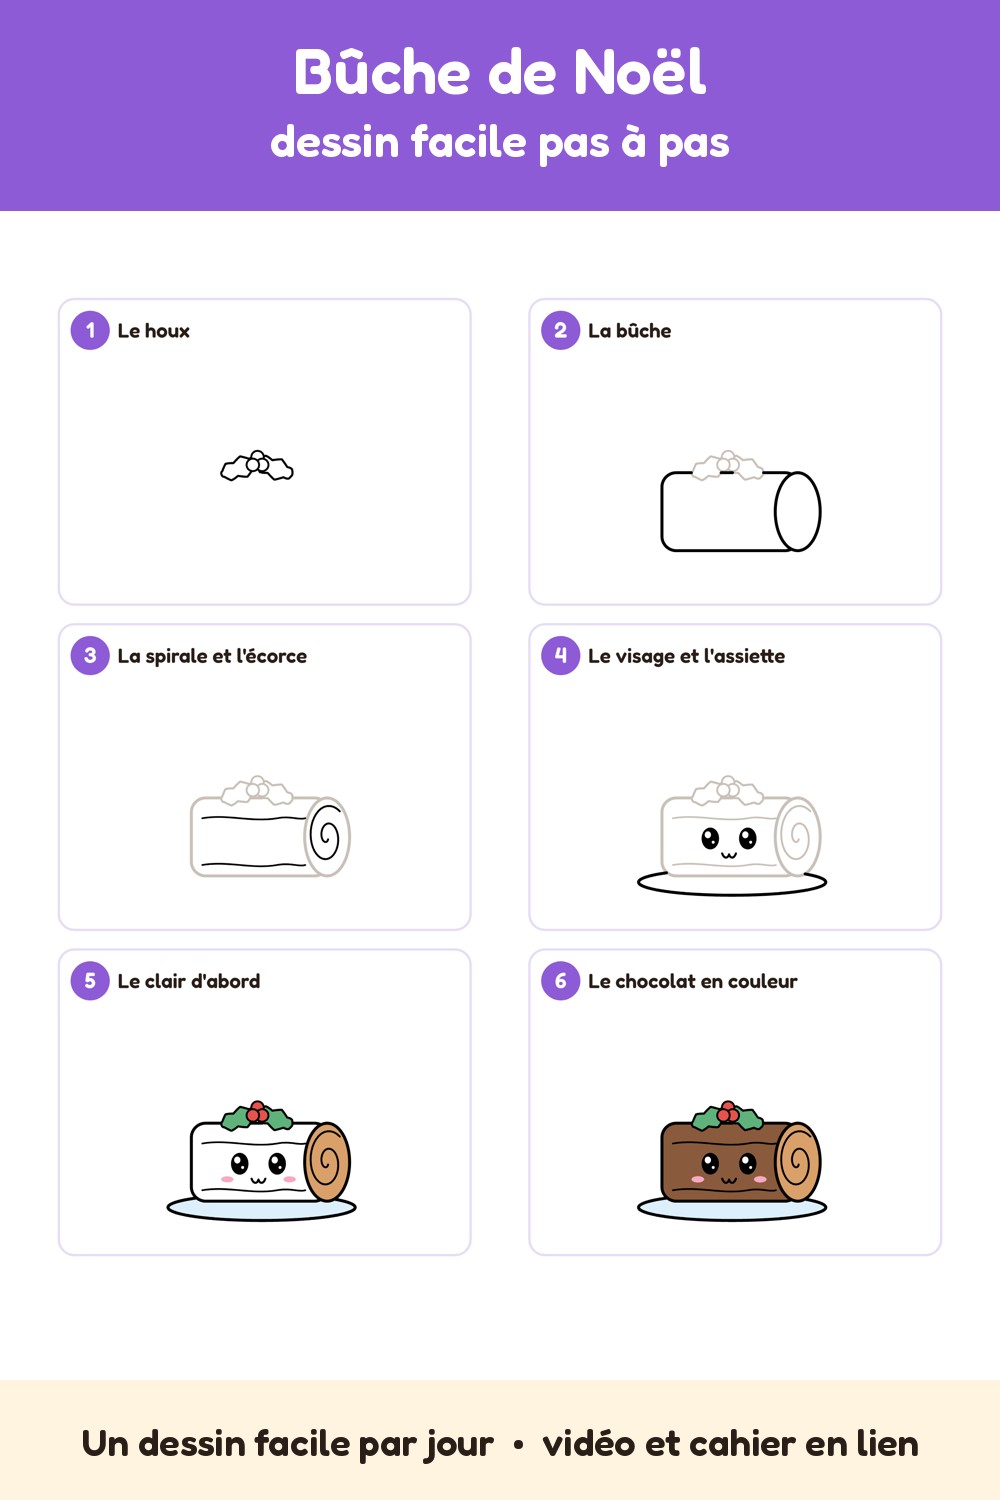 Bûche de Noël
dessin facile pas à pas
1 Le houx
2 La bûche
3 La spirale et l'écorce
4 Le visage et l'assiette
5 Le clair d'abord
6 Le chocolat en couleur
Un dessin facile par jour • vidéo et cahier en lien